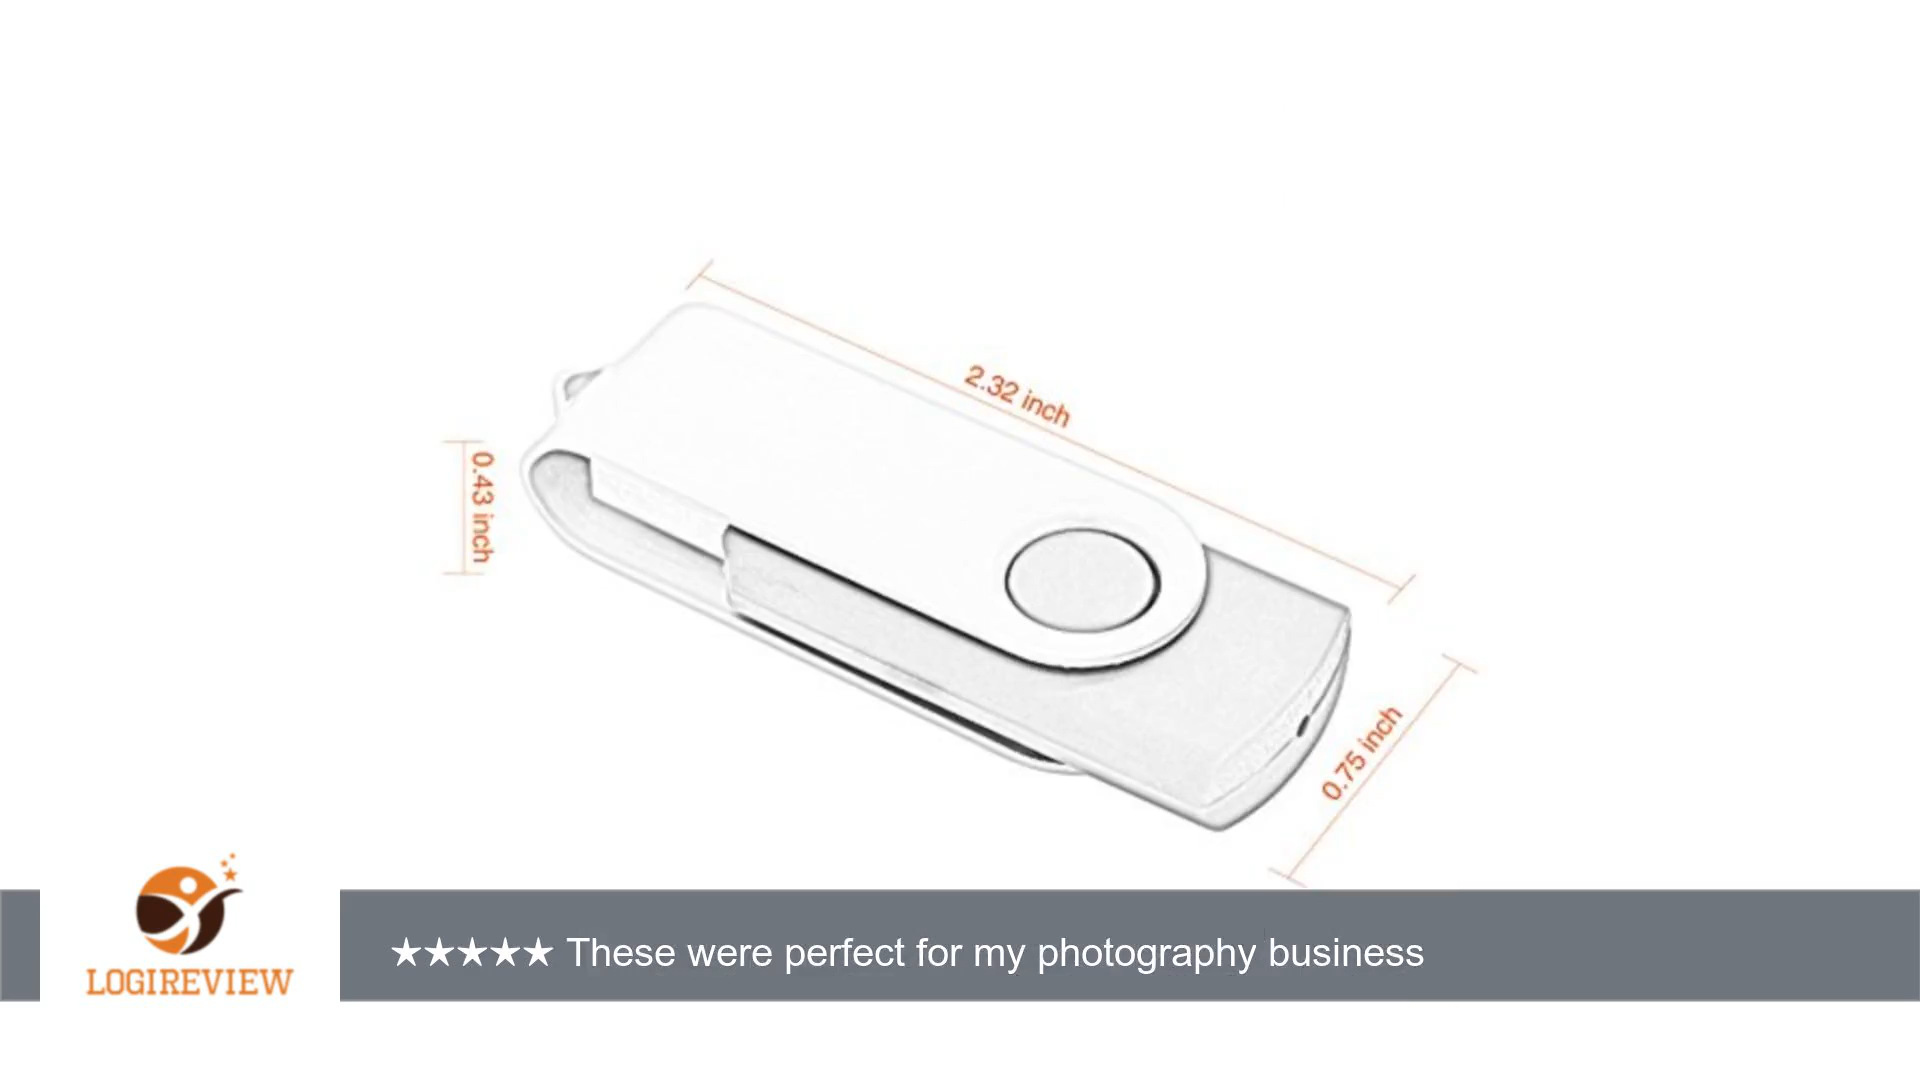 2.32 inch
0.43 inch
0.75 inch
LOGIREVIEW
★★★★★ These were perfect for my photography business